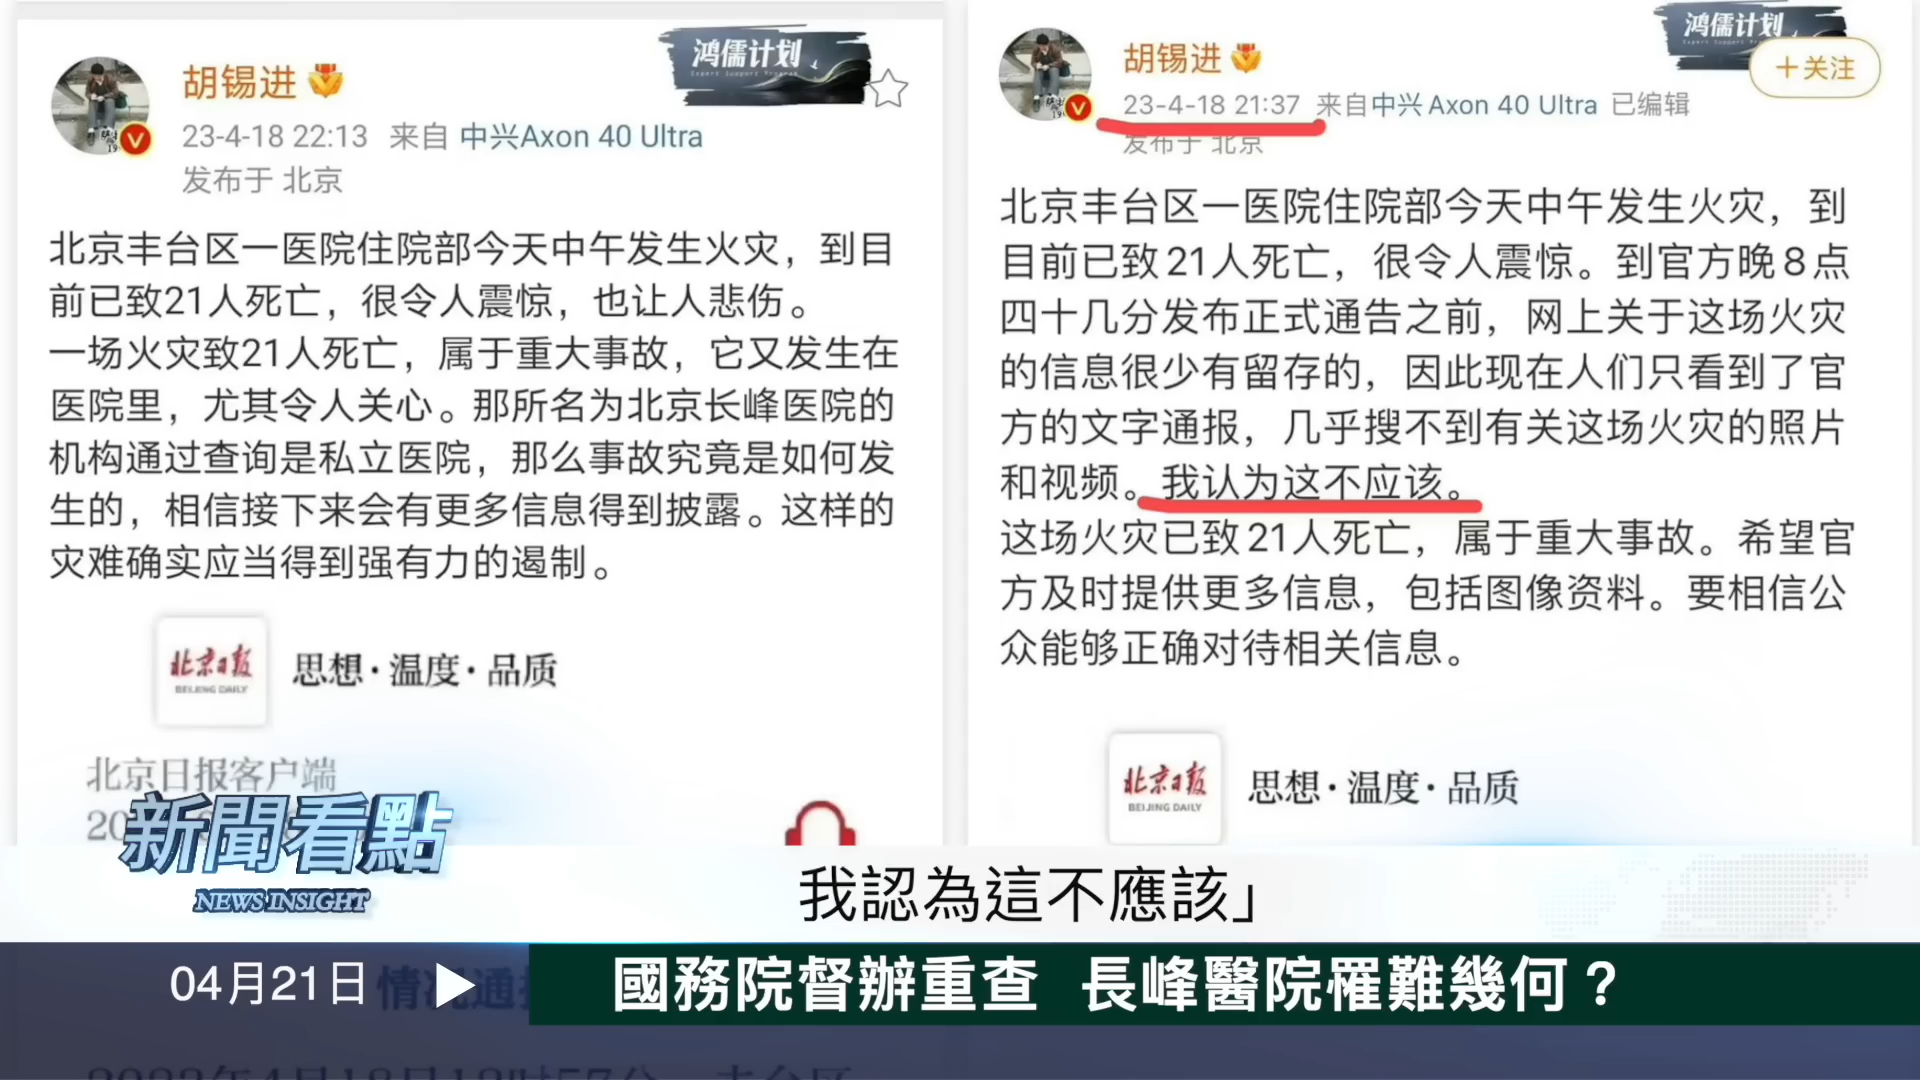 胡锡进
鸿儒计划
23-4-18 22:13 来自 中兴Axon 40 Ultra
发布于 北京
北京丰台区一医院住院部今天中午发生火灾，到目
前已致21人死亡，很令人震惊，也让人悲伤。
一场火灾致21人死亡，属于重大事故，它又发生在
医院里，尤其令人关心。那所名为北京长峰医院的
机构通过查询是私立医院，那么事故究竟是如何发
生的，相信接下来会有更多信息得到披露。这样的
灾难确实应当得到强有力的遏制。
北京日报
BEIJING DAILY
思想·温度·品质
北京日报客户端
胡锡进
鸿儒计划
+关注
23-4-18 21:37 来自中兴Axon 40 Ultra 已编辑
发布于 北京
北京丰台区一医院住院部今天中午发生火灾，到
目前已致21人死亡，很令人震惊。到官方晚8点
四十几分发布正式通告之前，网上关于这场火灾
的信息很少有留存的，因此现在人们只看到了官
方的文字通报，几乎搜不到有关这场火灾的照片
和视频。我认为这不应该。
这场火灾已致21人死亡，属于重大事故。希望官
方及时提供更多信息，包括图像资料。要相信公
众能够正确对待相关信息。
北京日报
BEIJING DAILY
思想·温度·品质
新聞看點
NEWS INSIGHT
我認為這不應該」
04月21日
國務院督辦重查 長峰醫院罹難幾何？